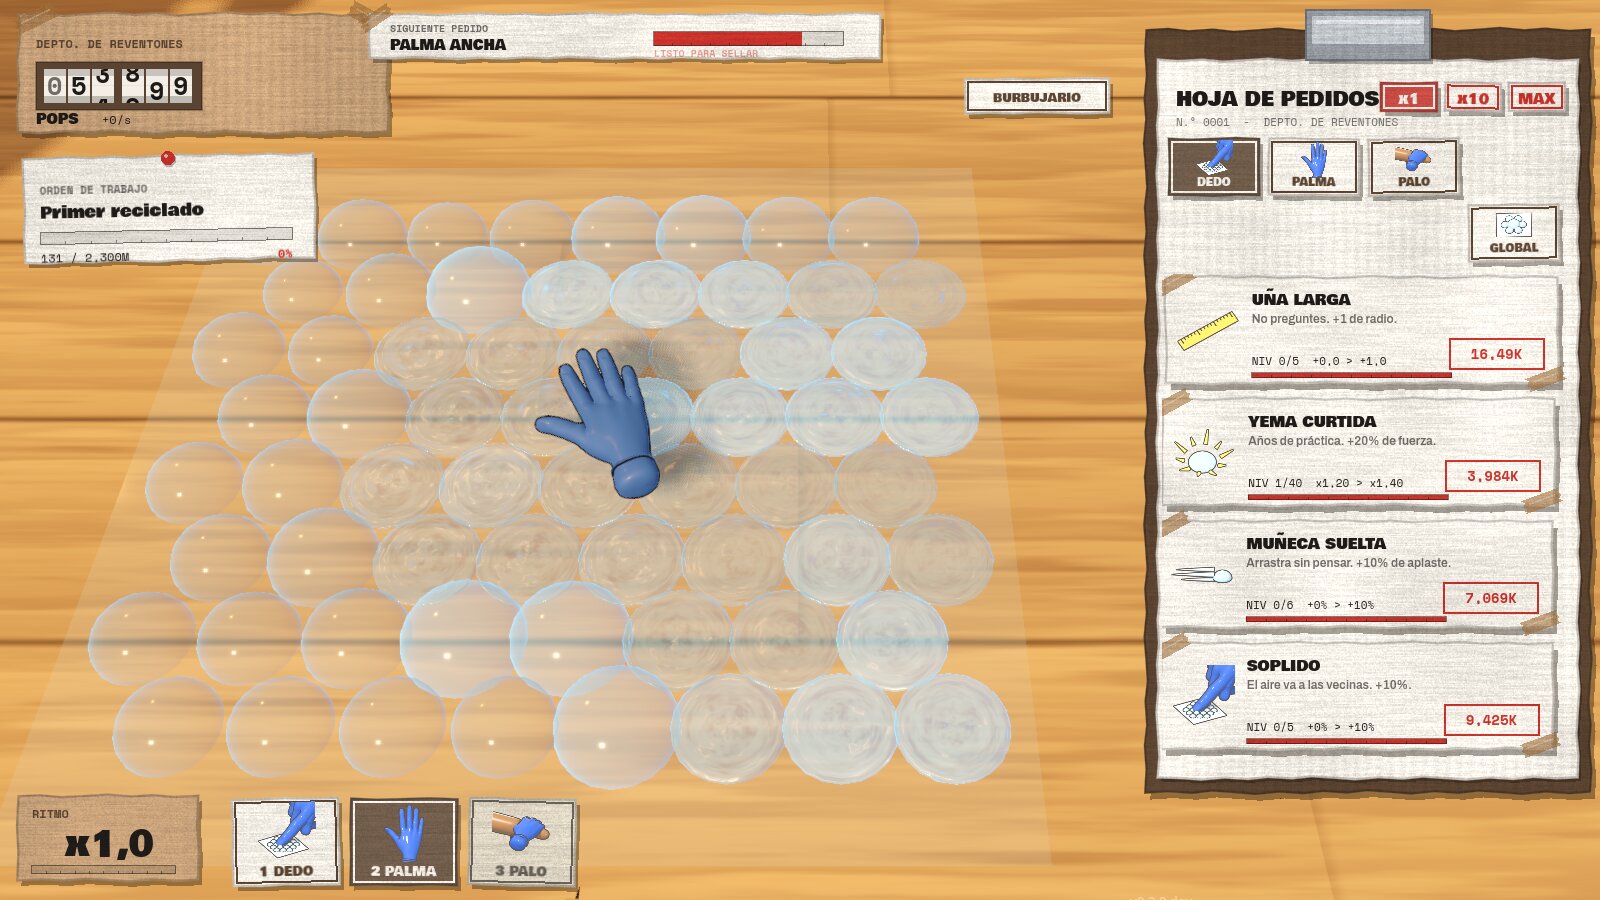 DEPTO. DE REVENTONES
POPS +0/s
SIGUIENTE PEDIDO
PALMA ANCHA
LISTO PARA SELLAR
BURBUJARIO
ORDEN DE TRABAJO
Primer reciclado
131 / 2,300M 0%
HOJA DE PEDIDOS x1 x10 MAX
N.° 0001 - DEPTO. DE REVENTONES
DEDO PALMA PALO
GLOBAL
UÑA LARGA
No preguntes. +1 de radio.
NIV 0/5 +0,0 > +1,0 16,49K
YEMA CURTIDA
Años de práctica. +20% de fuerza.
NIV 1/40 x1,20 > x1,40 3,984K
MUÑECA SUELTA
Arrastra sin pensar. +10% de aplaste.
NIV 0/6 +0% > +10% 7,069K
SOPLIDO
El aire va a las vecinas. +10%.
NIV 0/5 +0% > +10% 9,425K
RITMO
x1,0
1 DEDO 2 PALMA 3 PALO